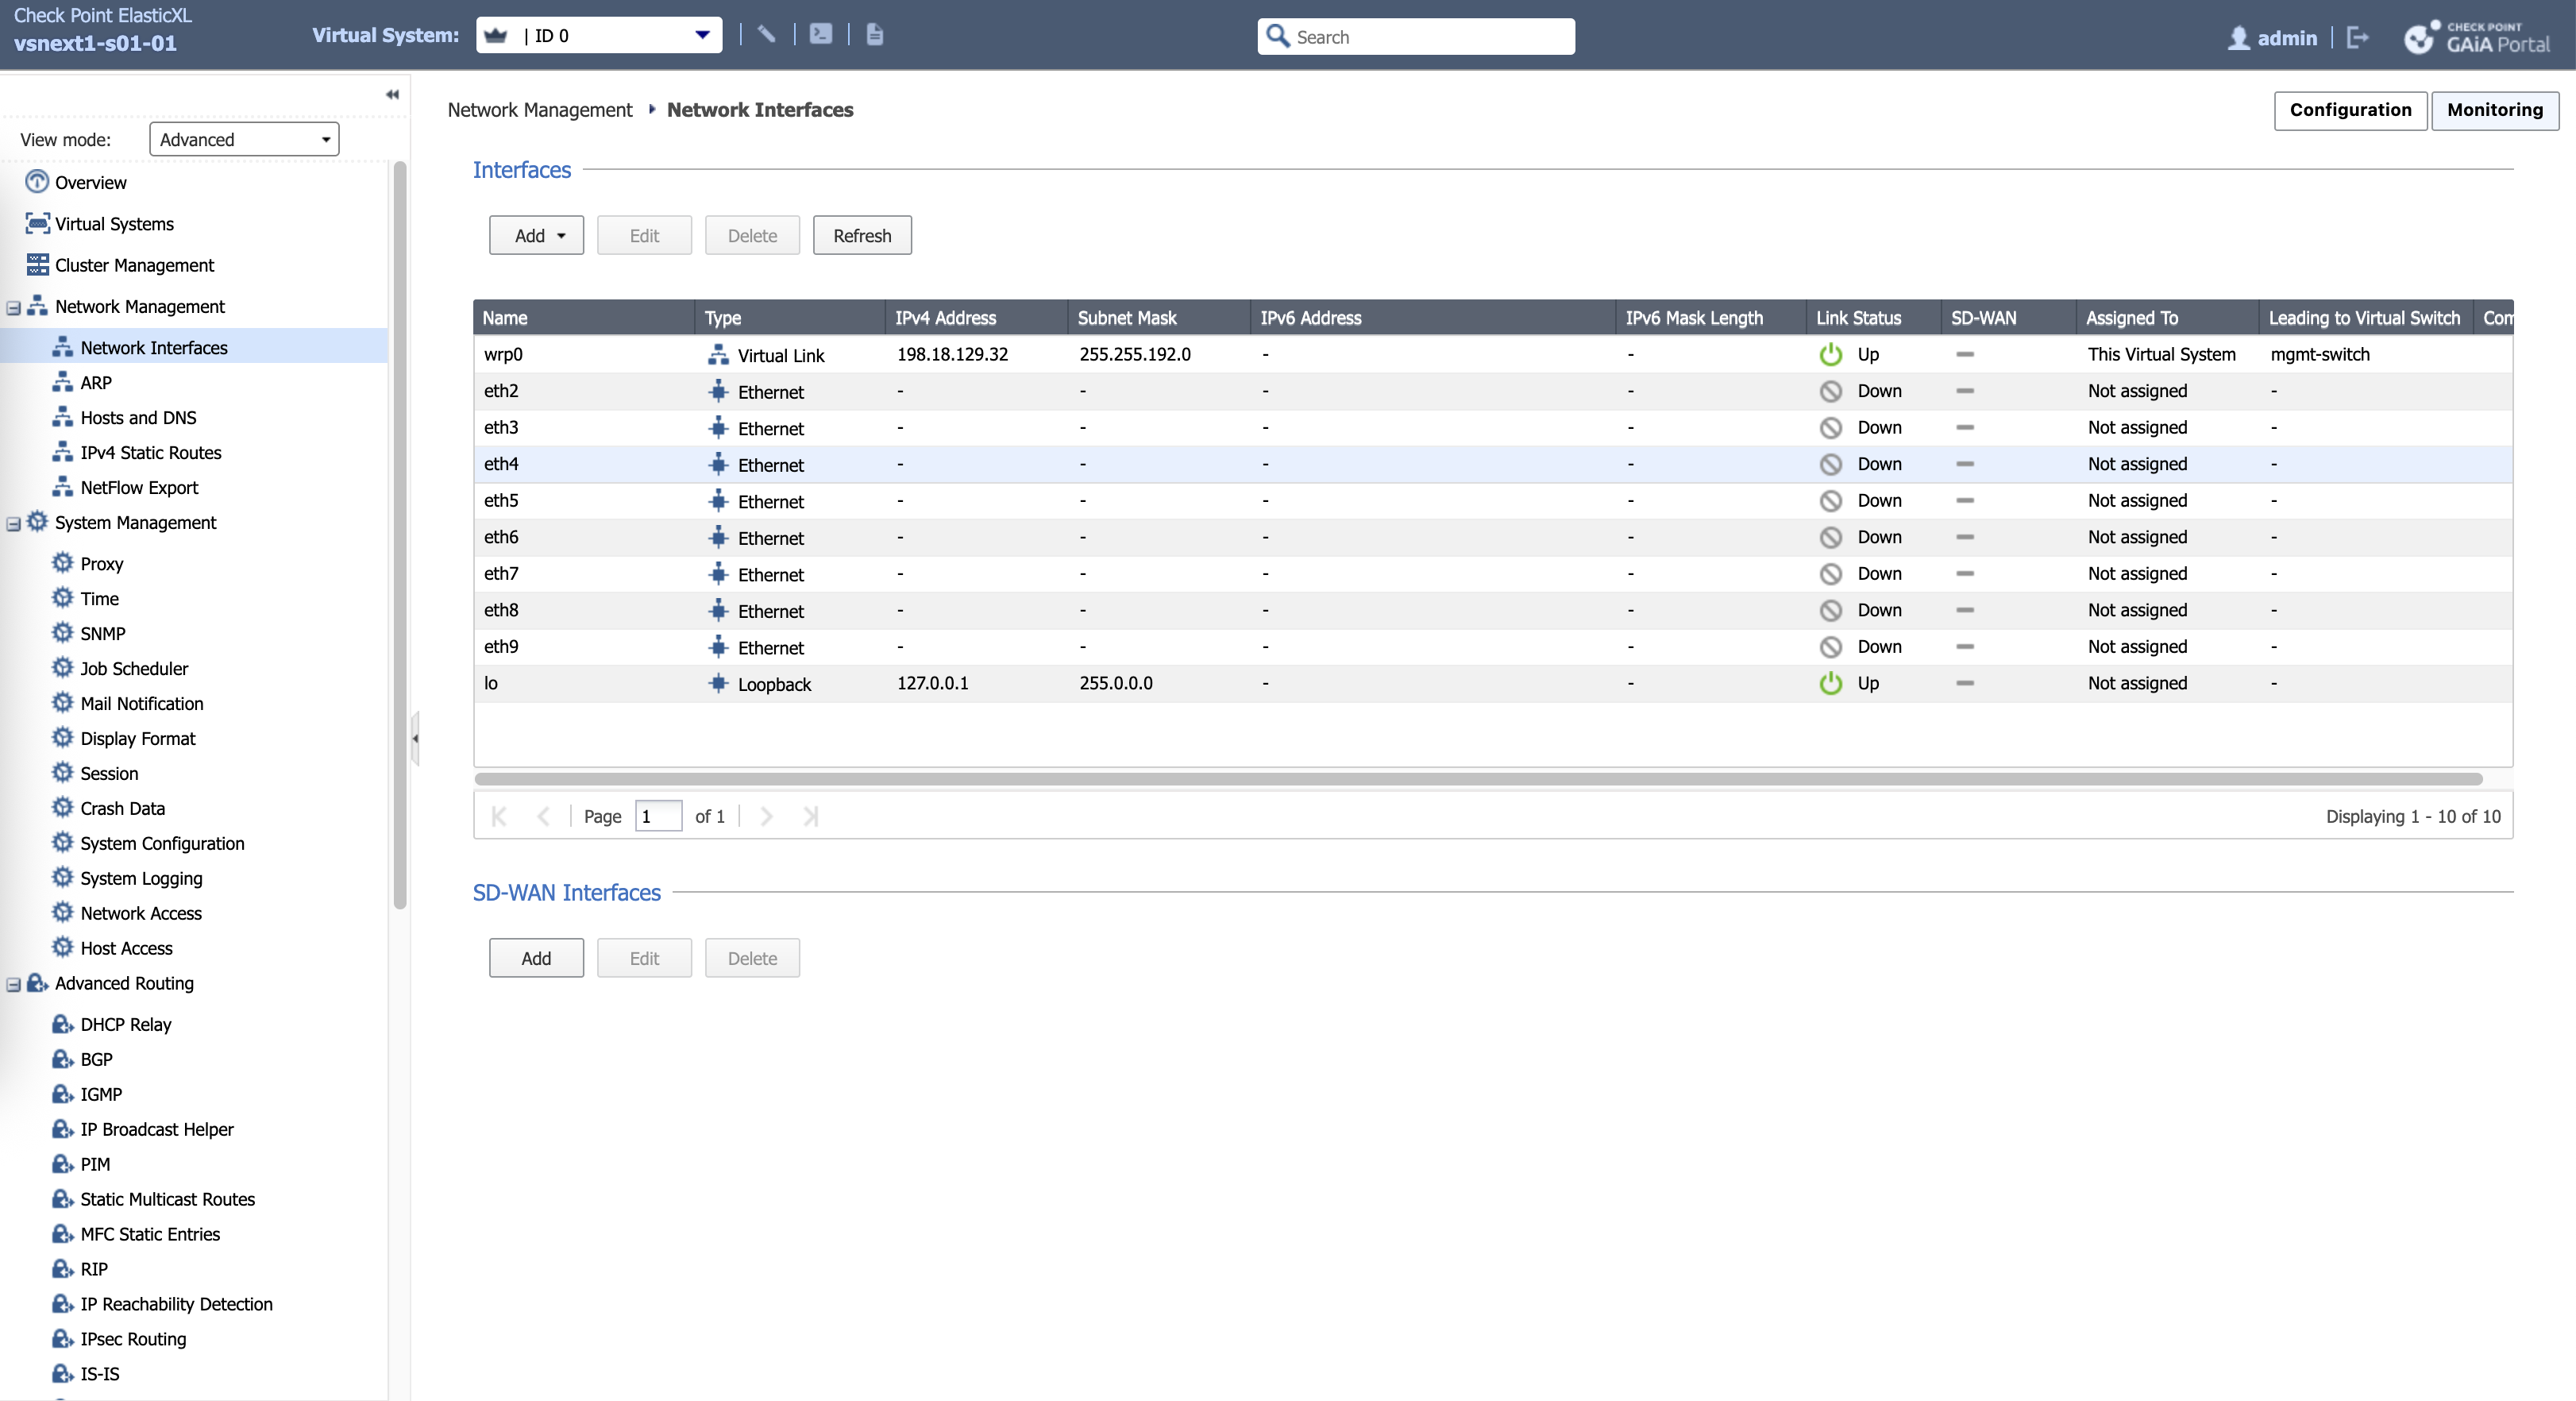 Check Point ElasticXL
vsnext1-s01-01
Virtual System: | ID 0
Search
admin
CHECK POINT
GAiA Portal
View mode: Advanced
Overview
Virtual Systems
Cluster Management
Network Management
Network Interfaces
ARP
Hosts and DNS
IPv4 Static Routes
NetFlow Export
System Management
Proxy
Time
SNMP
Job Scheduler
Mail Notification
Display Format
Session
Crash Data
System Configuration
System Logging
Network Access
Host Access
Advanced Routing
DHCP Relay
BGP
IGMP
IP Broadcast Helper
PIM
Static Multicast Routes
MFC Static Entries
RIP
IP Reachability Detection
IPsec Routing
IS-IS
Network Management Network Interfaces
Configuration Monitoring
Interfaces
Add Edit Delete Refresh
Name Type IPv4 Address Subnet Mask IPv6 Address IPv6 Mask Length Link Status SD-WAN Assigned To Leading to Virtual Switch Com
wrp0 Virtual Link 198.18.129.32 255.255.192.0 - - Up This Virtual System mgmt-switch
eth2 Ethernet - - - - Down Not assigned -
eth3 Ethernet - - - - Down Not assigned -
eth4 Ethernet - - - - Down Not assigned -
eth5 Ethernet - - - - Down Not assigned -
eth6 Ethernet - - - - Down Not assigned -
eth7 Ethernet - - - - Down Not assigned -
eth8 Ethernet - - - - Down Not assigned -
eth9 Ethernet - - - - Down Not assigned -
lo Loopback 127.0.0.1 255.0.0.0 - - Up Not assigned -
Page 1 of 1
Displaying 1 - 10 of 10
SD-WAN Interfaces
Add Edit Delete